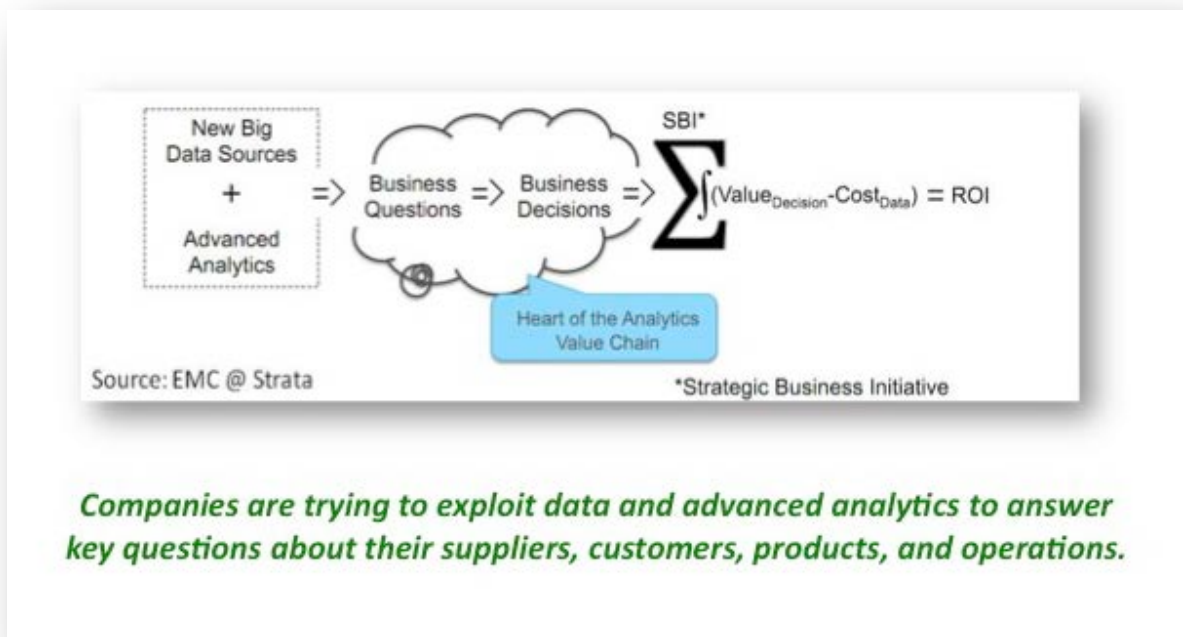 New Big
Data Sources
+
Advanced
Analytics
=>
Business
Questions
=>
Business
Decisions
=>
SBI*
∑∫(Value_Decision-Cost_Data) = ROI
Heart of the Analytics
Value Chain
Source: EMC @ Strata
*Strategic Business Initiative
Companies are trying to exploit data and advanced analytics to answer
key questions about their suppliers, customers, products, and operations.